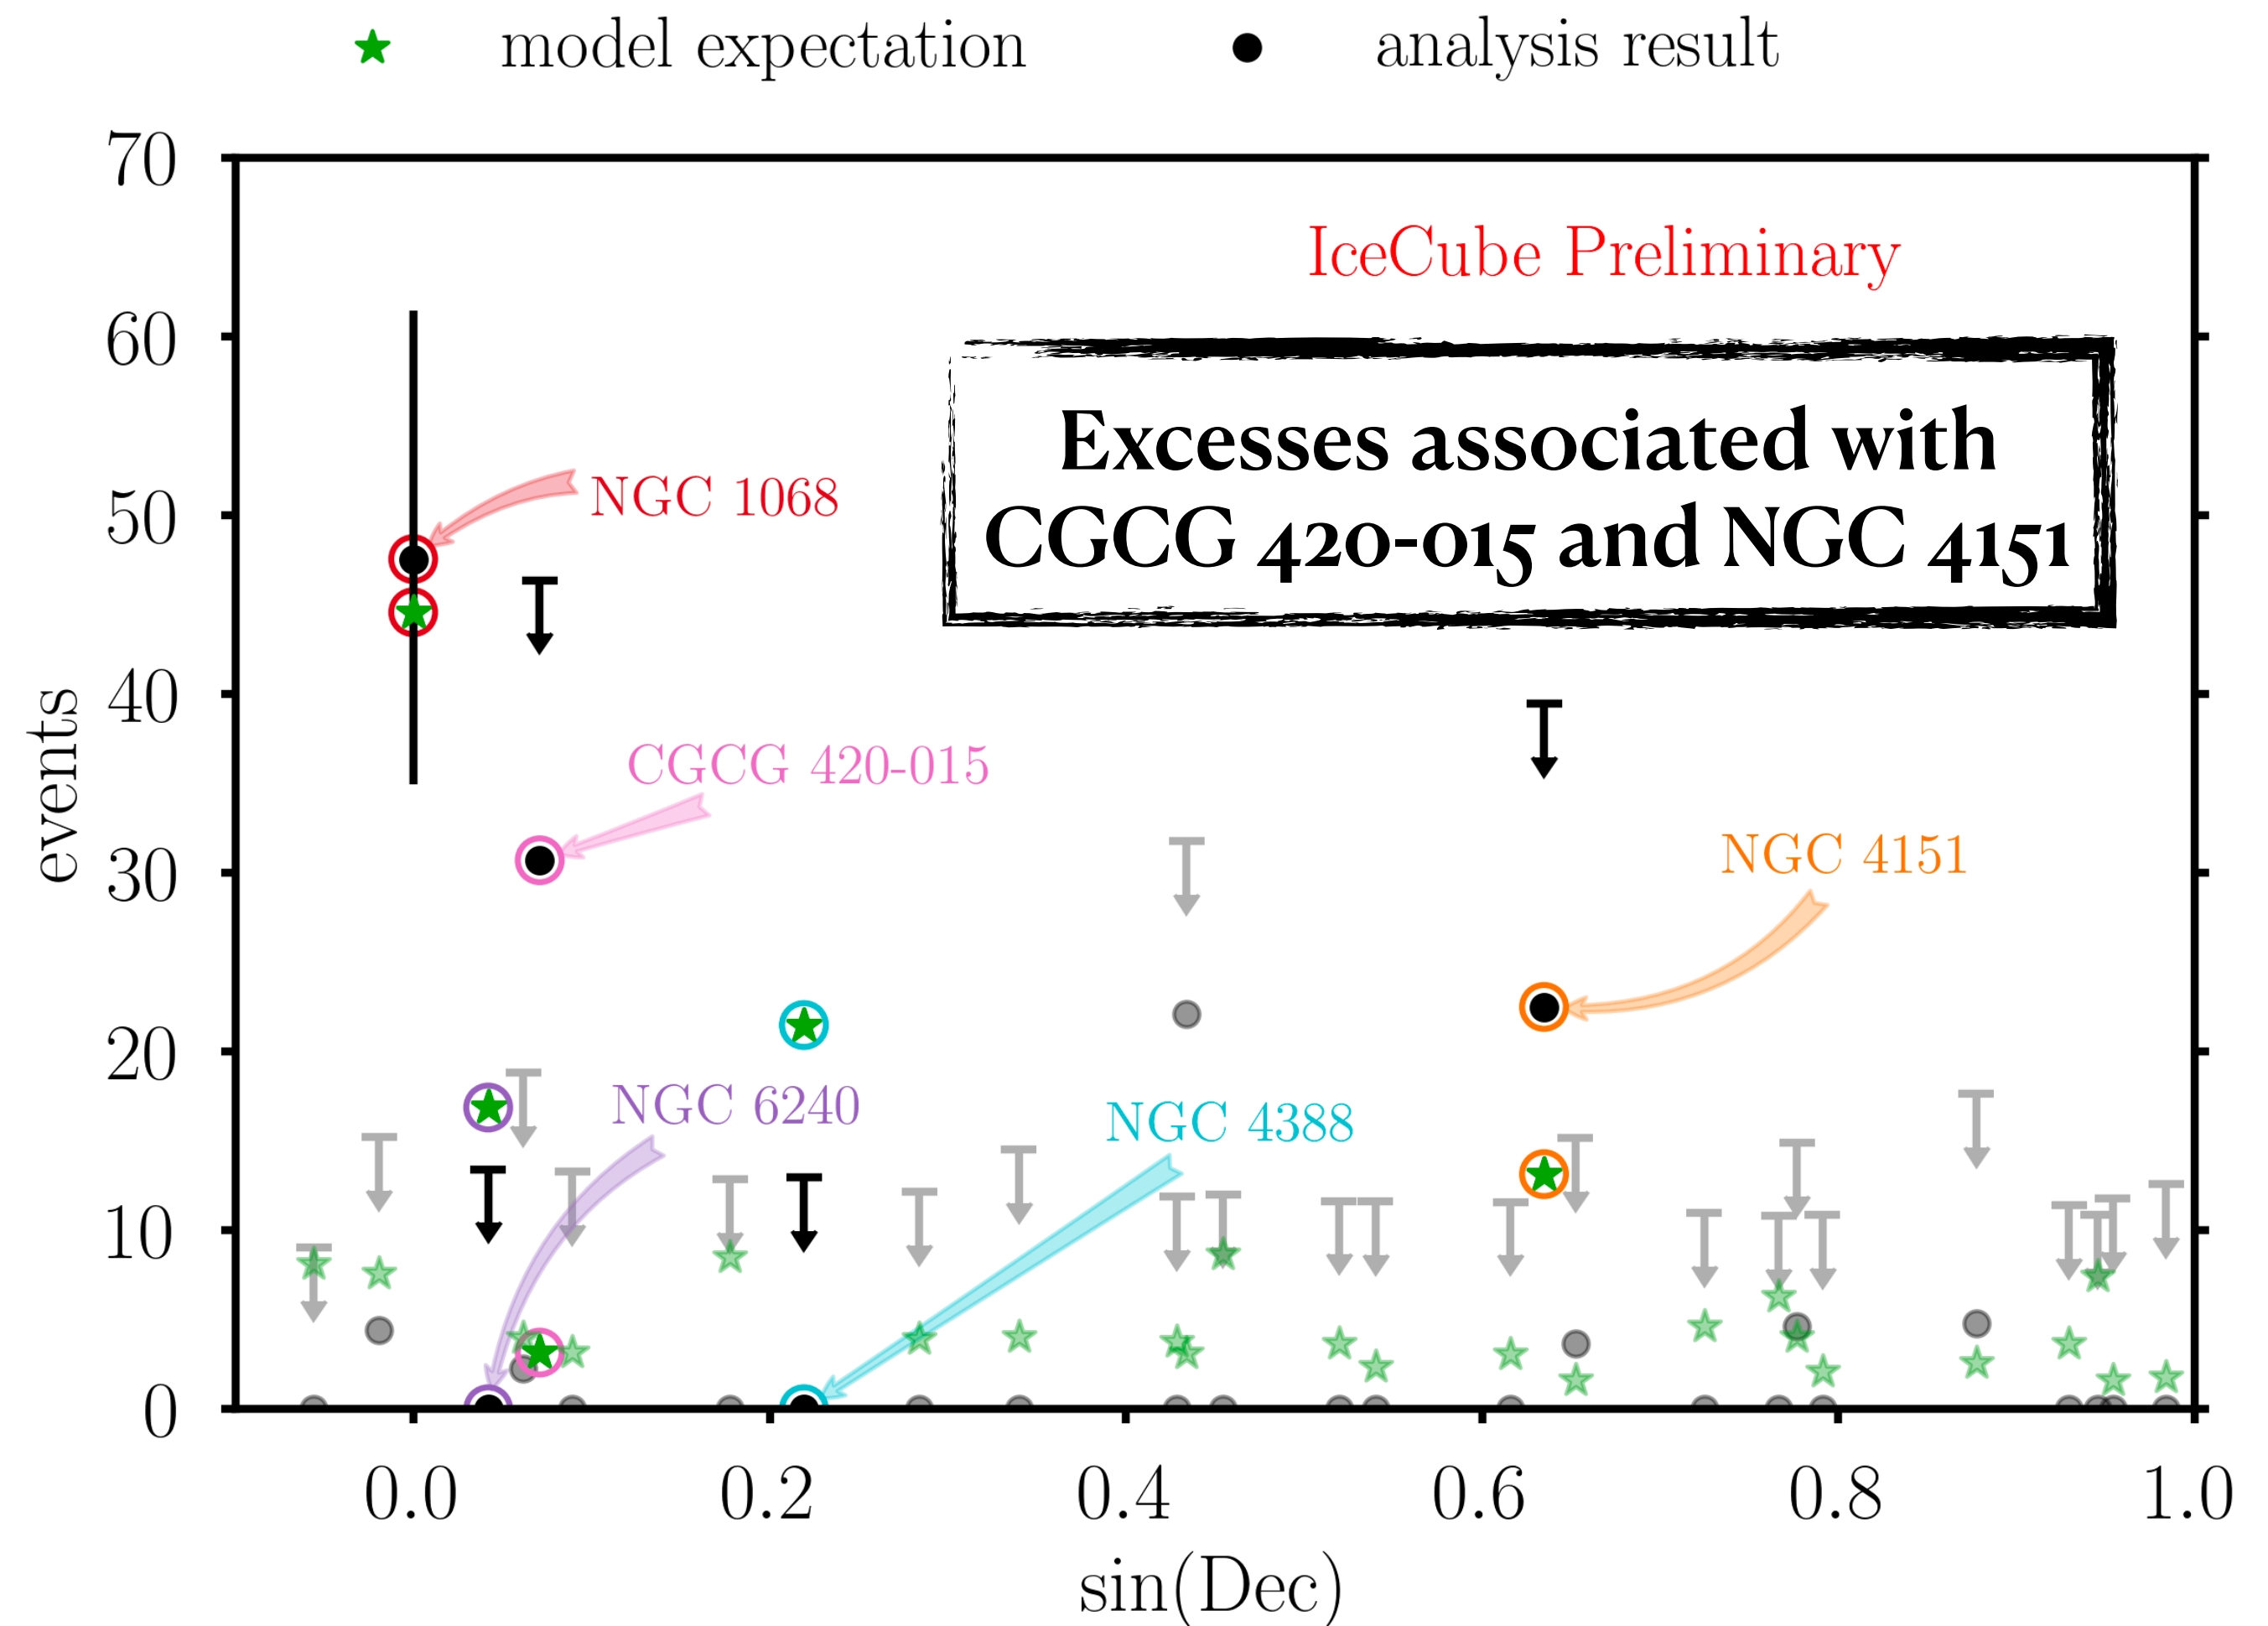 model expectation
analysis result
70
60
50
40
30
20
10
0
events
IceCube Preliminary
Excesses associated with
CGCG 420-015 and NGC 4151
NGC 1068
CGCG 420-015
NGC 4151
NGC 6240
NGC 4388
0.0
0.2
0.4
0.6
0.8
1.0
sin(Dec)